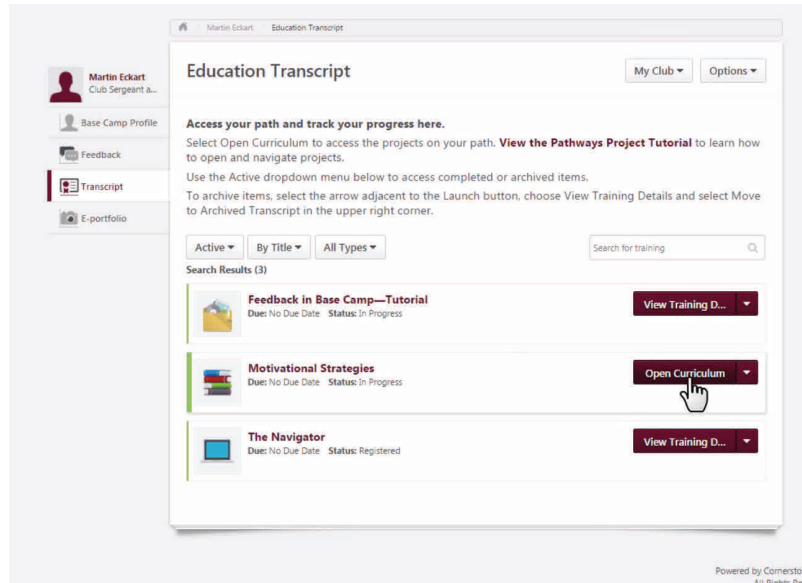 Martin Eckart Education Transcript
Martin Eckart
Club Sergeant a...
Base Camp Profile
Feedback
Transcript
E-portfolio
Education Transcript
My Club
Options
Access your path and track your progress here.
Select Open Curriculum to access the projects on your path. View the Pathways Project Tutorial to learn how
to open and navigate projects.
Use the Active dropdown menu below to access completed or archived items.
To archive items, select the arrow adjacent to the Launch button, choose View Training Details and select Move
to Archived Transcript in the upper right corner.
Active By Title All Types
Search for training
Search Results (3)
Feedback in Base Camp—Tutorial
Due: No Due Date Status: In Progress
View Training D...
Motivational Strategies
Due: No Due Date Status: In Progress
Open Curriculum
The Navigator
Due: No Due Date Status: Registered
View Training D...
Powered by Cornersto
All Rights Re